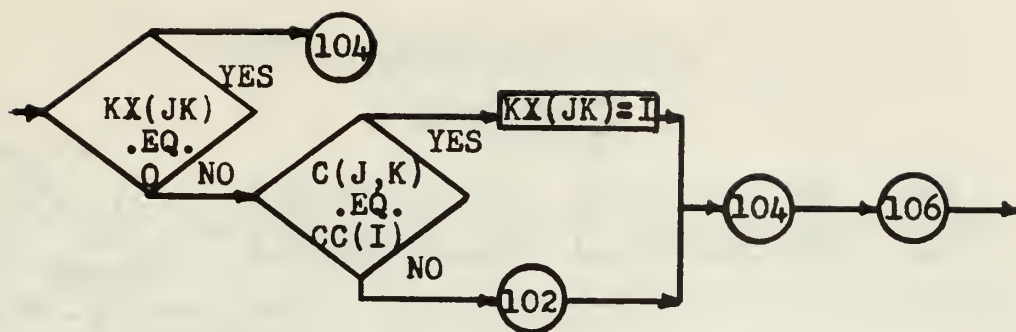 104
YES
KX(JK)
.EQ.
0
NO
C(J,K)
.EQ.
CC(I)
YES
KX(JK)=I
NO
102
104
106